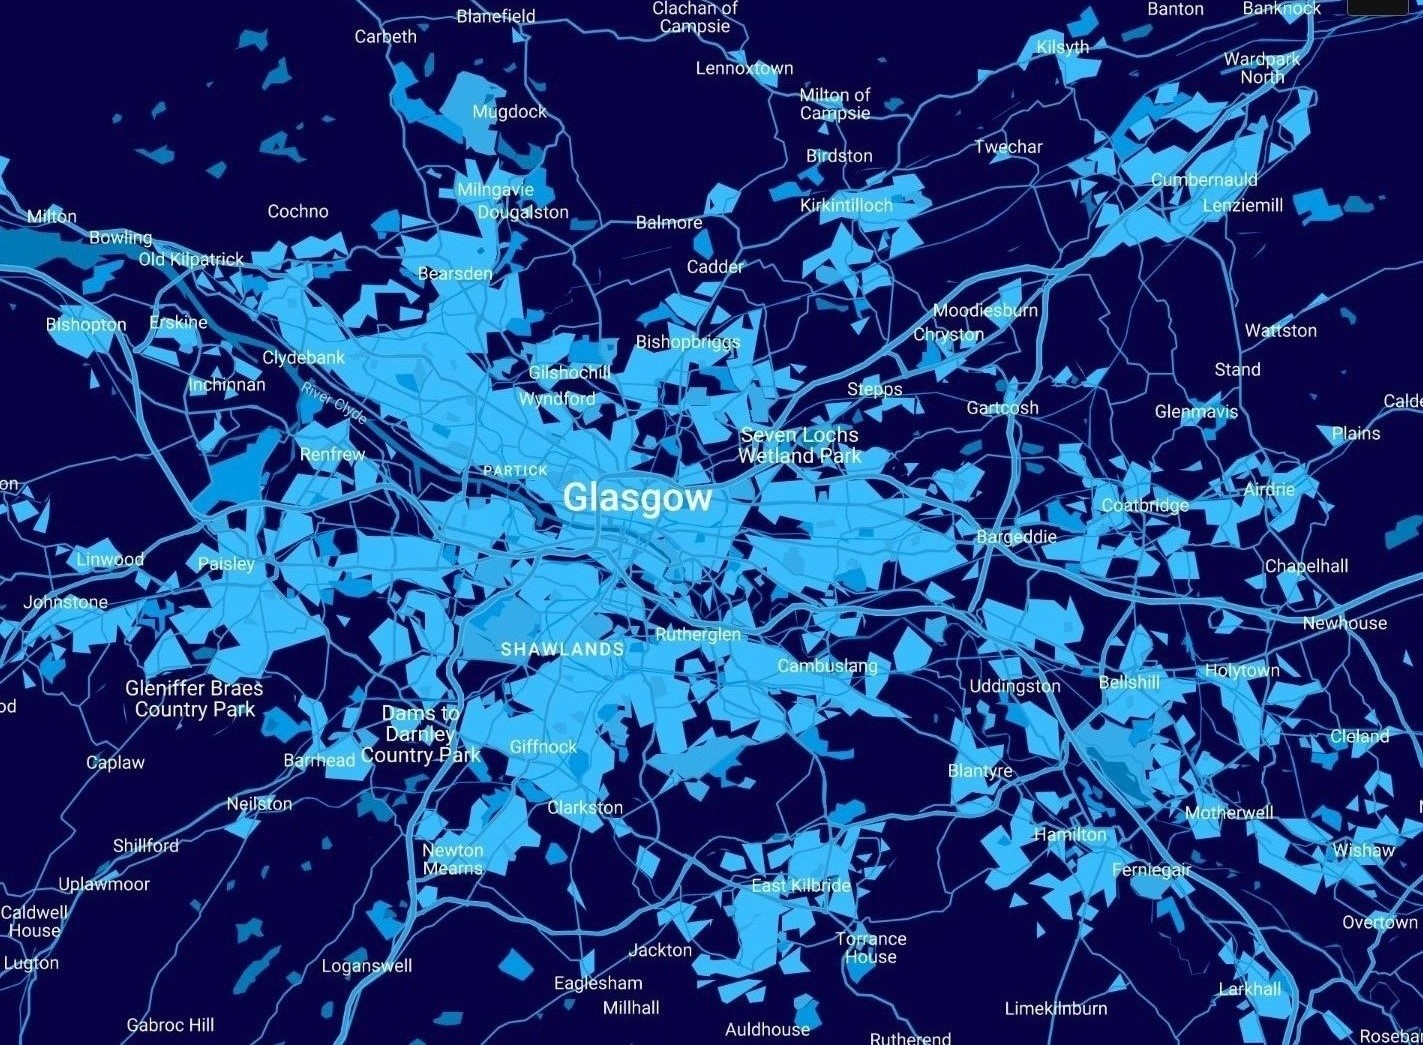 Clachan of
Campsie
Banton
Banknock
Blanefield
Carbeth
Kilsyth
Wardpark
North
Lennoxtown
Milton of
Campsie
Mugdock
Twechar
Birdston
Cumbernauld
Milngavie
Kirkintilloch
Lenziemill
Cochno
Dougalston
Milton
Balmore
Bowling
Old Kilpatrick
Cadder
Bearsden
Moodiesburn
Bishopton
Erskine
Chryston
Wattston
Bishopbriggs
Clydebank
Gilshochill
Stand
Inchinnan
Stepps
Wyndford
River Clyde
Gartcosh
Glenmavis
Calde
Plains
Seven Lochs
Wetland Park
Renfrew
PARTICK
on
Airdrie
Glasgow
Coatbridge
Bargeddie
Linwood
Paisley
Chapelhall
Johnstone
Newhouse
Rutherglen
SHAWLANDS
Cambuslang
Holytown
Uddingston
Bellshill
Gleniffer Braes
Country Park
od
Dams to
Darnley
Country Park
Cleland
Giffnock
Barrhead
Caplaw
Blantyre
Neilston
Clarkston
Motherwell
Hamilton
Shillford
Newton
Mearns
Wishaw
Ferniegair
Uplawmoor
East Kilbride
Caldwell
House
Overtown
Torrance
House
Jackton
Lugton
Loganswell
Eaglesham
Larkhall
Millhall
Limekilnburn
Gabroc Hill
Auldhouse
Rutherend
Rosebar